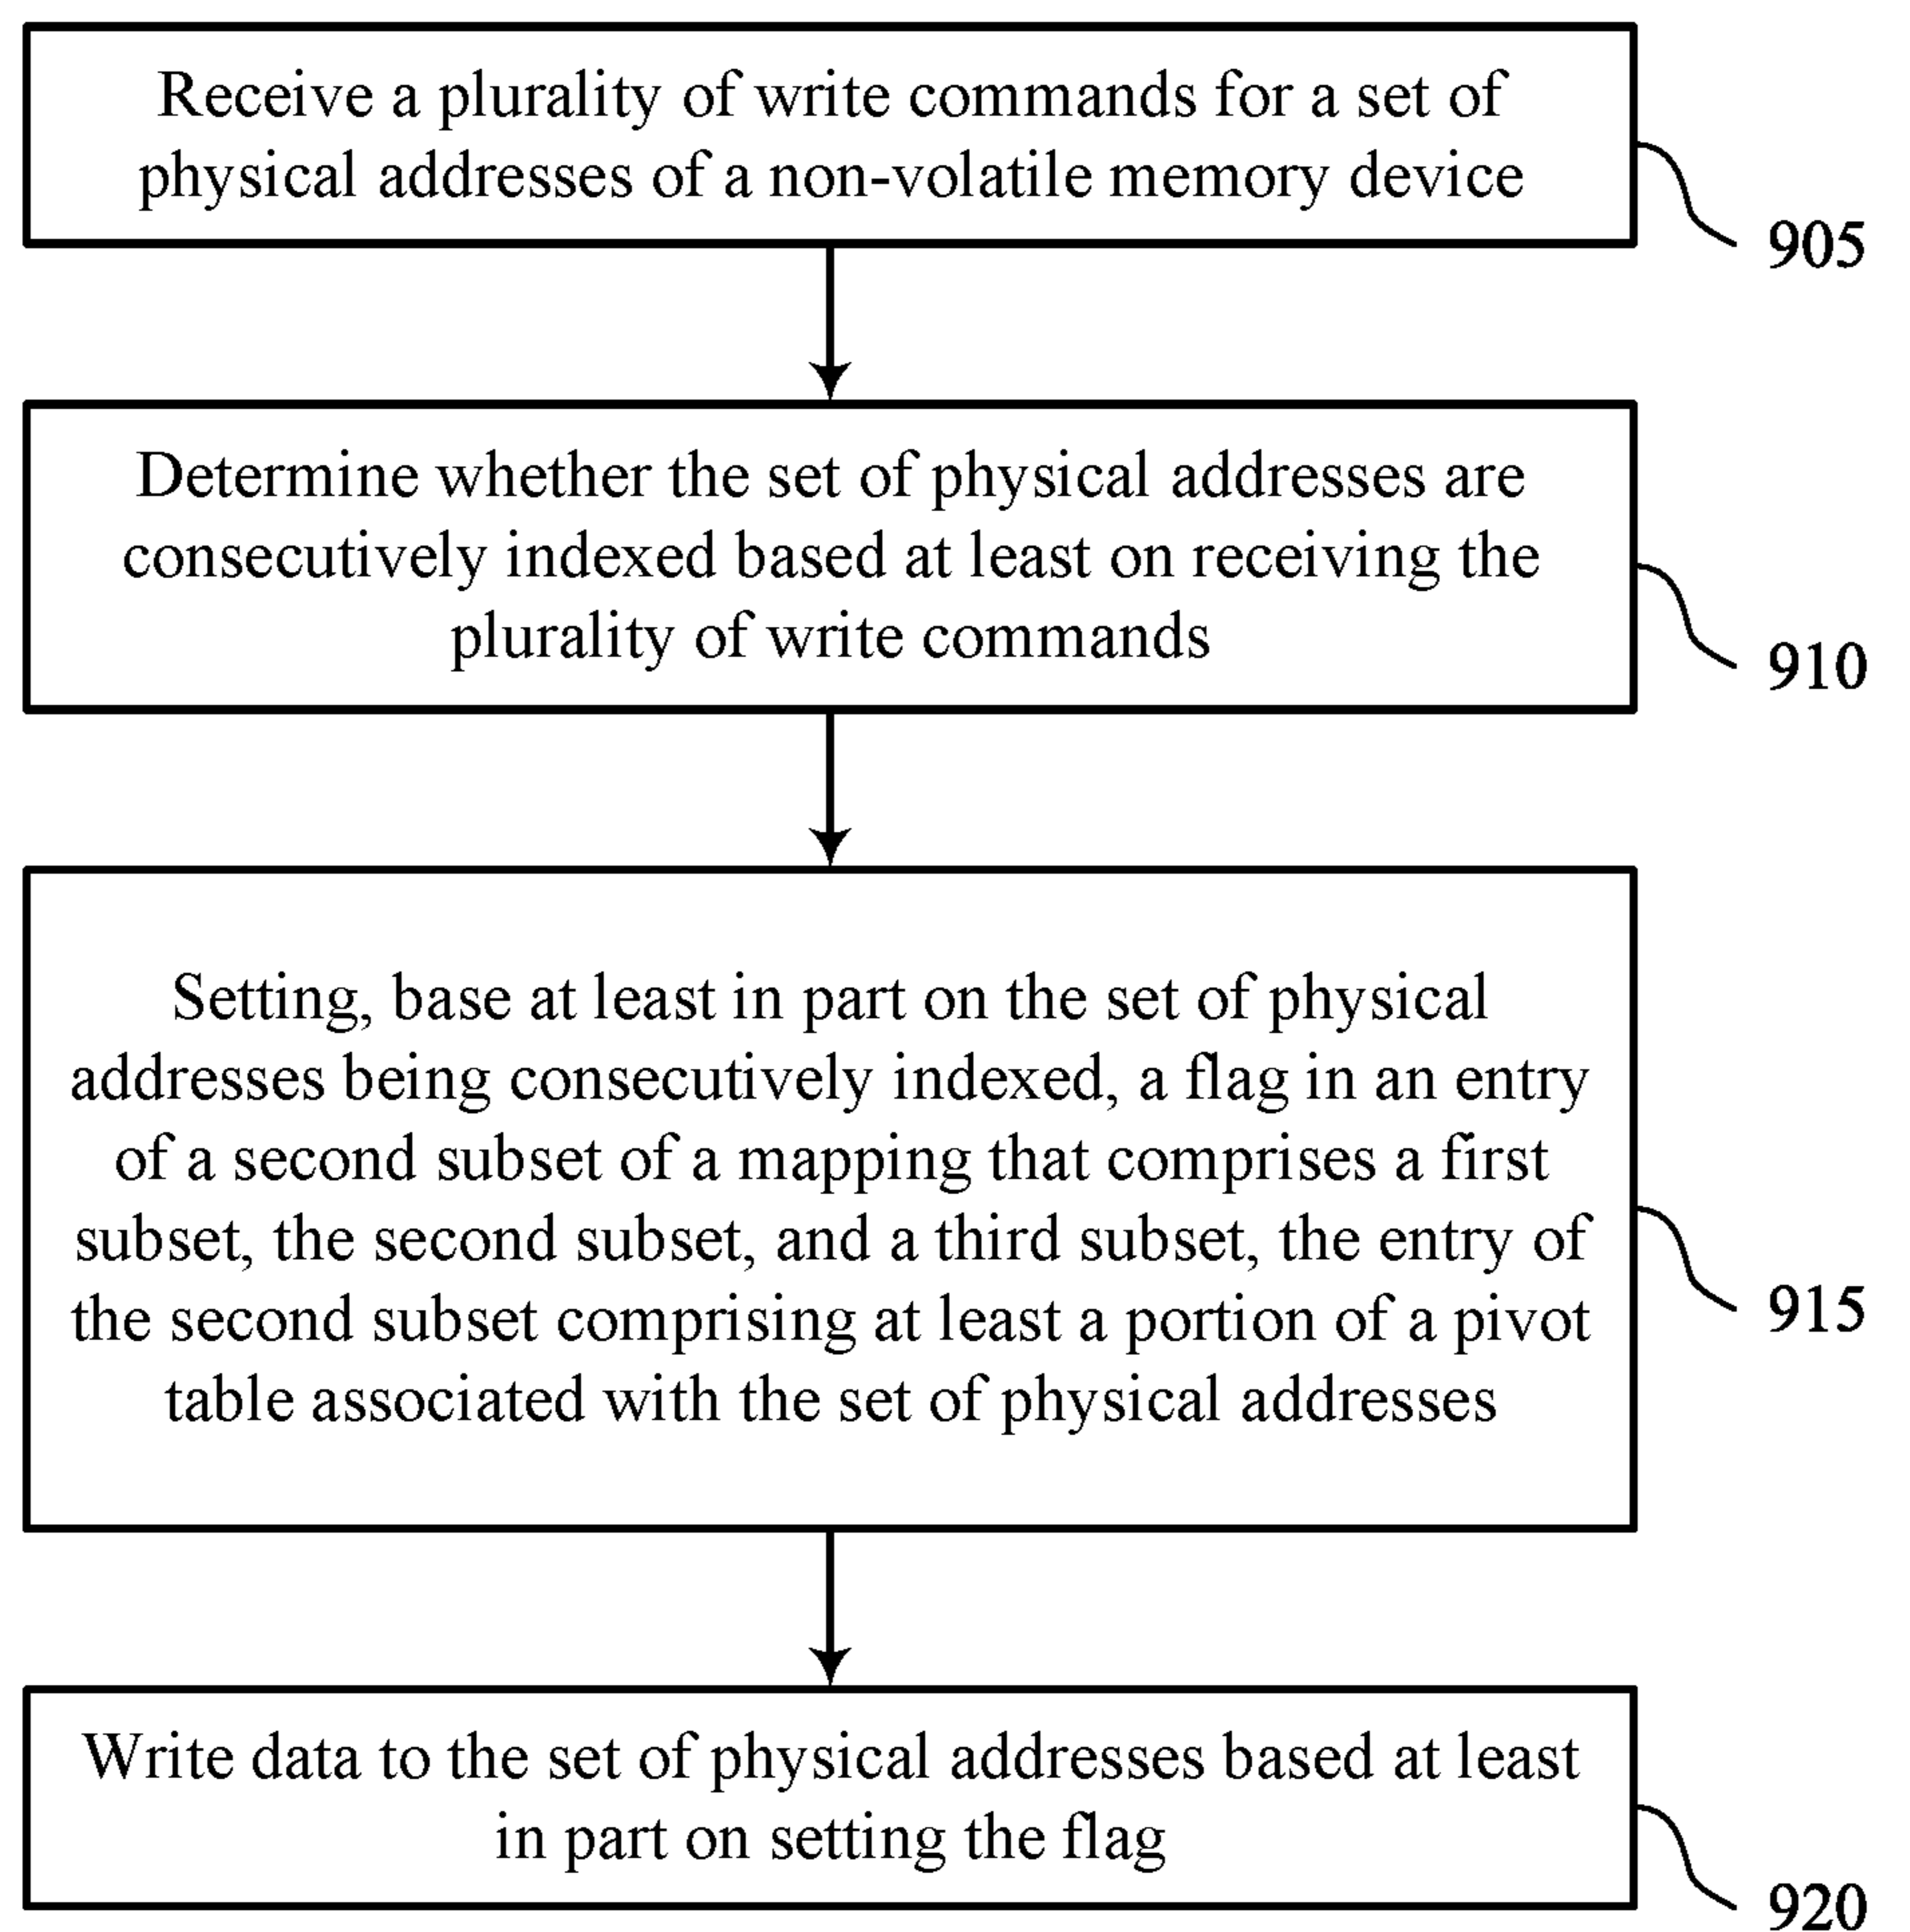 Receive a plurality of write commands for a set of
physical addresses of a non-volatile memory device
905
Determine whether the set of physical addresses are
consecutively indexed based at least on receiving the
plurality of write commands
910
Setting, base at least in part on the set of physical
addresses being consecutively indexed, a flag in an entry
of a second subset of a mapping that comprises a first
subset, the second subset, and a third subset, the entry of
the second subset comprising at least a portion of a pivot
table associated with the set of physical addresses
915
Write data to the set of physical addresses based at least
in part on setting the flag
920